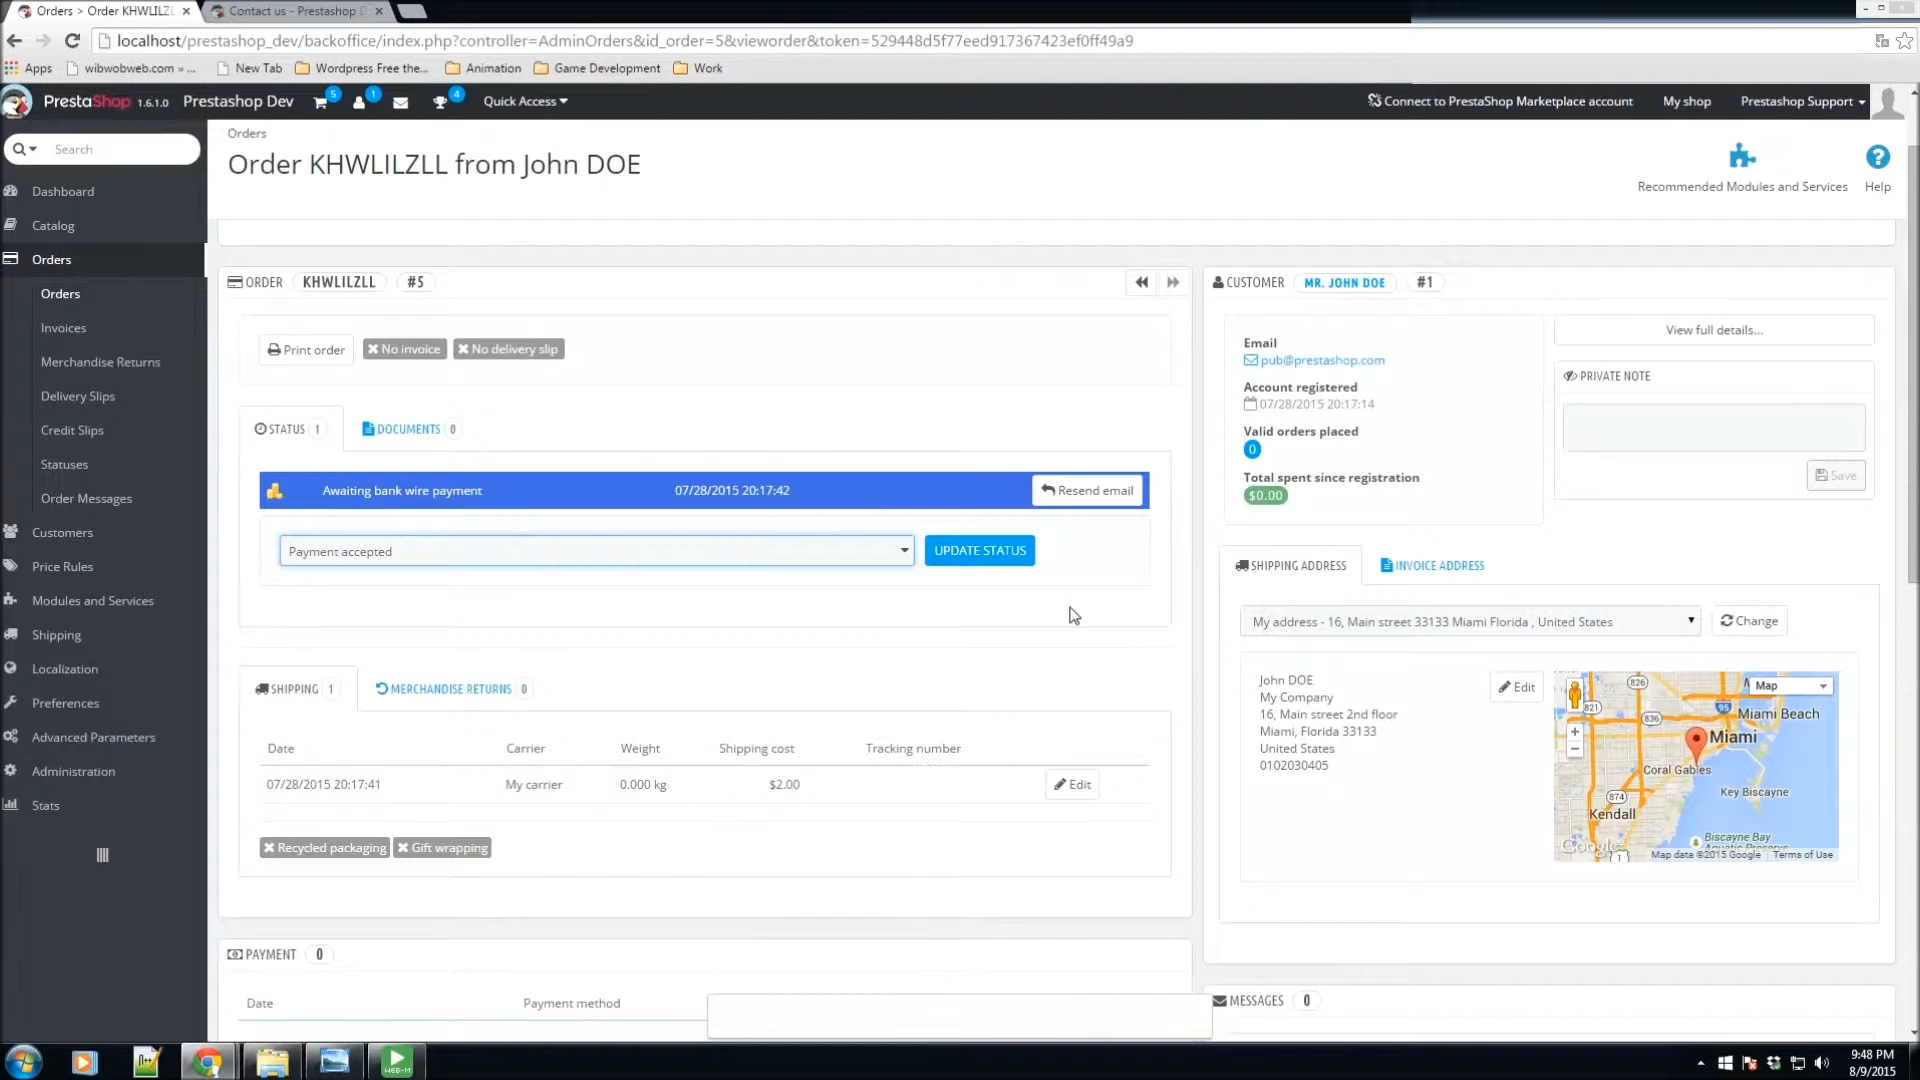 Orders > Order KHWLILZL
Contact us - Prestashop D
localhost/prestashop_dev/backoffice/index.php?controller=AdminOrders&id_order=5&vieworder&token=529448d5f77eed917367423ef0ff49a9
Apps
wibwobweb.com » ...
New Tab
Wordpress Free the...
Animation
Game Development
Work
PrestaShop 1.6.1.0
Prestashop Dev
5
1
4
Quick Access
Connect to PrestaShop Marketplace account
My shop
Prestashop Support
Search
Dashboard
Catalog
Orders
Orders
Invoices
Merchandise Returns
Delivery Slips
Credit Slips
Statuses
Order Messages
Customers
Price Rules
Modules and Services
Shipping
Localization
Preferences
Advanced Parameters
Administration
Stats
Orders
Order KHWLILZLL from John DOE
Recommended Modules and Services
Help
ORDER KHWLILZLL #5
Print order
No invoice
No delivery slip
STATUS 1
DOCUMENTS 0
Awaiting bank wire payment 07/28/2015 20:17:42 Resend email
Payment accepted
UPDATE STATUS
SHIPPING 1
MERCHANDISE RETURNS 0
Date Carrier Weight Shipping cost Tracking number
07/28/2015 20:17:41 My carrier 0.000 kg $2.00 Edit
Recycled packaging
Gift wrapping
PAYMENT 0
Date Payment method
CUSTOMER MR. JOHN DOE #1
Email
pub@prestashop.com
Account registered
07/28/2015 20:17:14
Valid orders placed
0
Total spent since registration
$0.00
View full details...
PRIVATE NOTE
Save
SHIPPING ADDRESS
INVOICE ADDRESS
My address - 16, Main street 33133 Miami Florida , United States
Change
John DOE
My Company
16, Main street 2nd floor
Miami, Florida 33133
United States
0102030405
Edit
Map
826
821
836
95
Miami Beach
Miami
Coral Gables
Key Biscayne
874
Kendall
Biscayne Bay
Google
1
Map data ©2015 Google
Terms of Use
MESSAGES 0
WEB-M
9:48 PM
8/9/2015